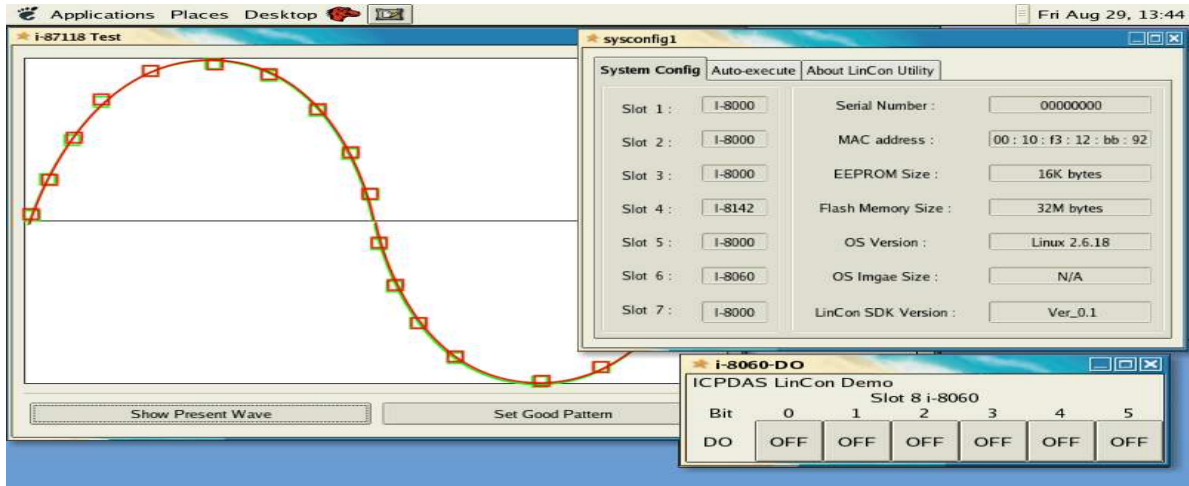 Applications Places Desktop
Fri Aug 29, 13:44
i-87118 Test
Show Present Wave
Set Good Pattern
sysconfig1
System Config Auto-execute About LinCon Utility
Slot 1 : I-8000
Slot 2 : I-8000
Slot 3 : I-8000
Slot 4 : I-8142
Slot 5 : I-8000
Slot 6 : I-8060
Slot 7 : I-8000
Serial Number : 00000000
MAC address : 00 : 10 : f3 : 12 : bb : 92
EEPROM Size : 16K bytes
Flash Memory Size : 32M bytes
OS Version : Linux 2.6.18
OS Imgae Size : N/A
LinCon SDK Version : Ver_0.1
i-8060-DO
ICPDAS LinCon Demo
Slot 8 i-8060
Bit 0 1 2 3 4 5
DO OFF OFF OFF OFF OFF OFF